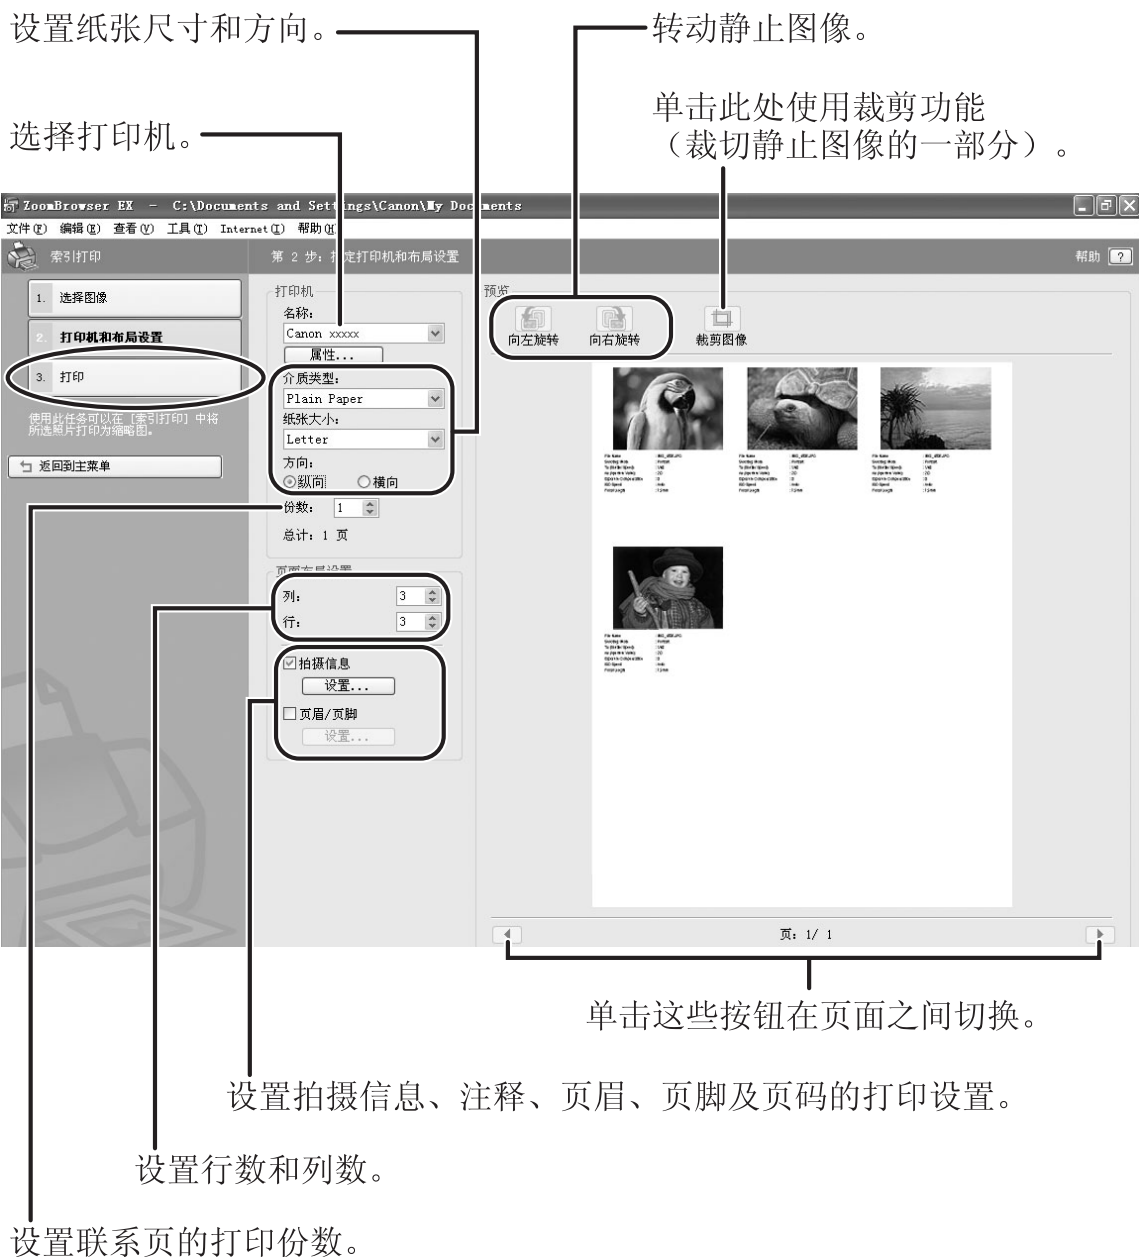 设置纸张尺寸和方向。
转动静止图像。
单击此处使用裁剪功能
（裁切静止图像的一部分）。
选择打印机。
ZoomBrowser EX - C:\Documents and Settings\Canon\My Documents
文件(F) 编辑(E) 查看(V) 工具(T) Internet(I) 帮助(H
索引打印
第 2 步: 指定打印机和布局设置
帮助 ?
1. 选择图像
2. 打印机和布局设置
3. 打印
使用此任务可以在 [索引打印] 中将
所选照片打印为缩略图。
返回到主菜单
打印机
名称:
Canon xxxxx
属性...
介质类型:
Plain Paper
纸张大小:
Letter
方向:
纵向 横向
份数: 1
总计: 1 页
页面布局设置
列: 3
行: 3
拍摄信息
设置...
页眉/页脚
设置...
预览
向左旋转 向右旋转 裁剪图像
页: 1/ 1
单击这些按钮在页面之间切换。
设置拍摄信息、注释、页眉、页脚及页码的打印设置。
设置行数和列数。
设置联系页的打印份数。